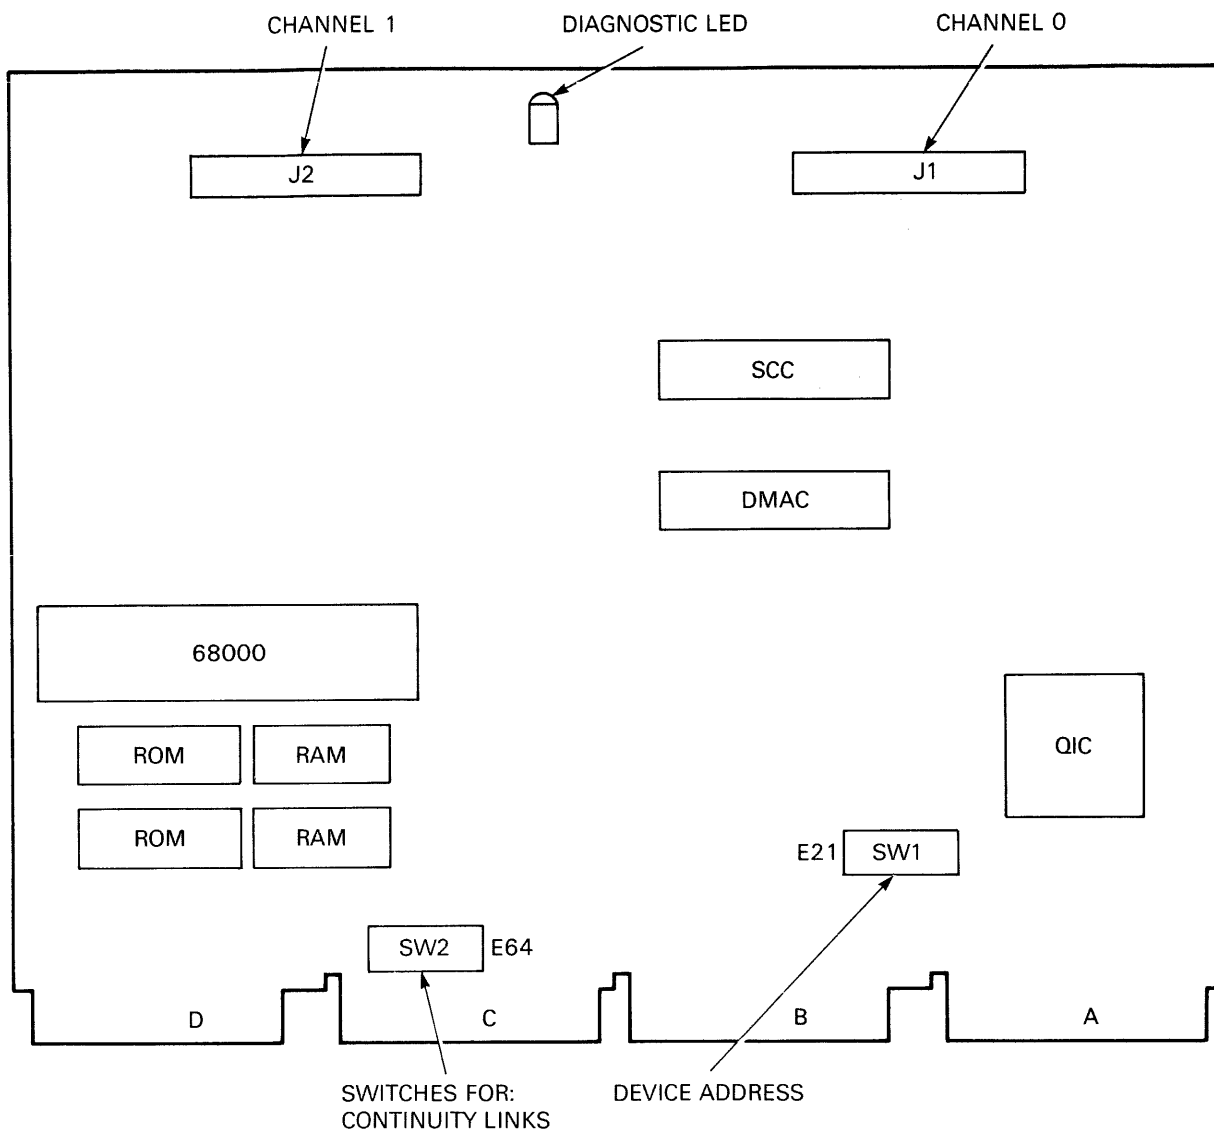 CHANNEL 1
DIAGNOSTIC LED
CHANNEL 0
J2
J1
SCC
DMAC
68000
QIC
ROM
RAM
ROM
RAM
E21
SW1
SW2
E64
D
C
B
A
SWITCHES FOR:
CONTINUITY LINKS
DEVICE ADDRESS